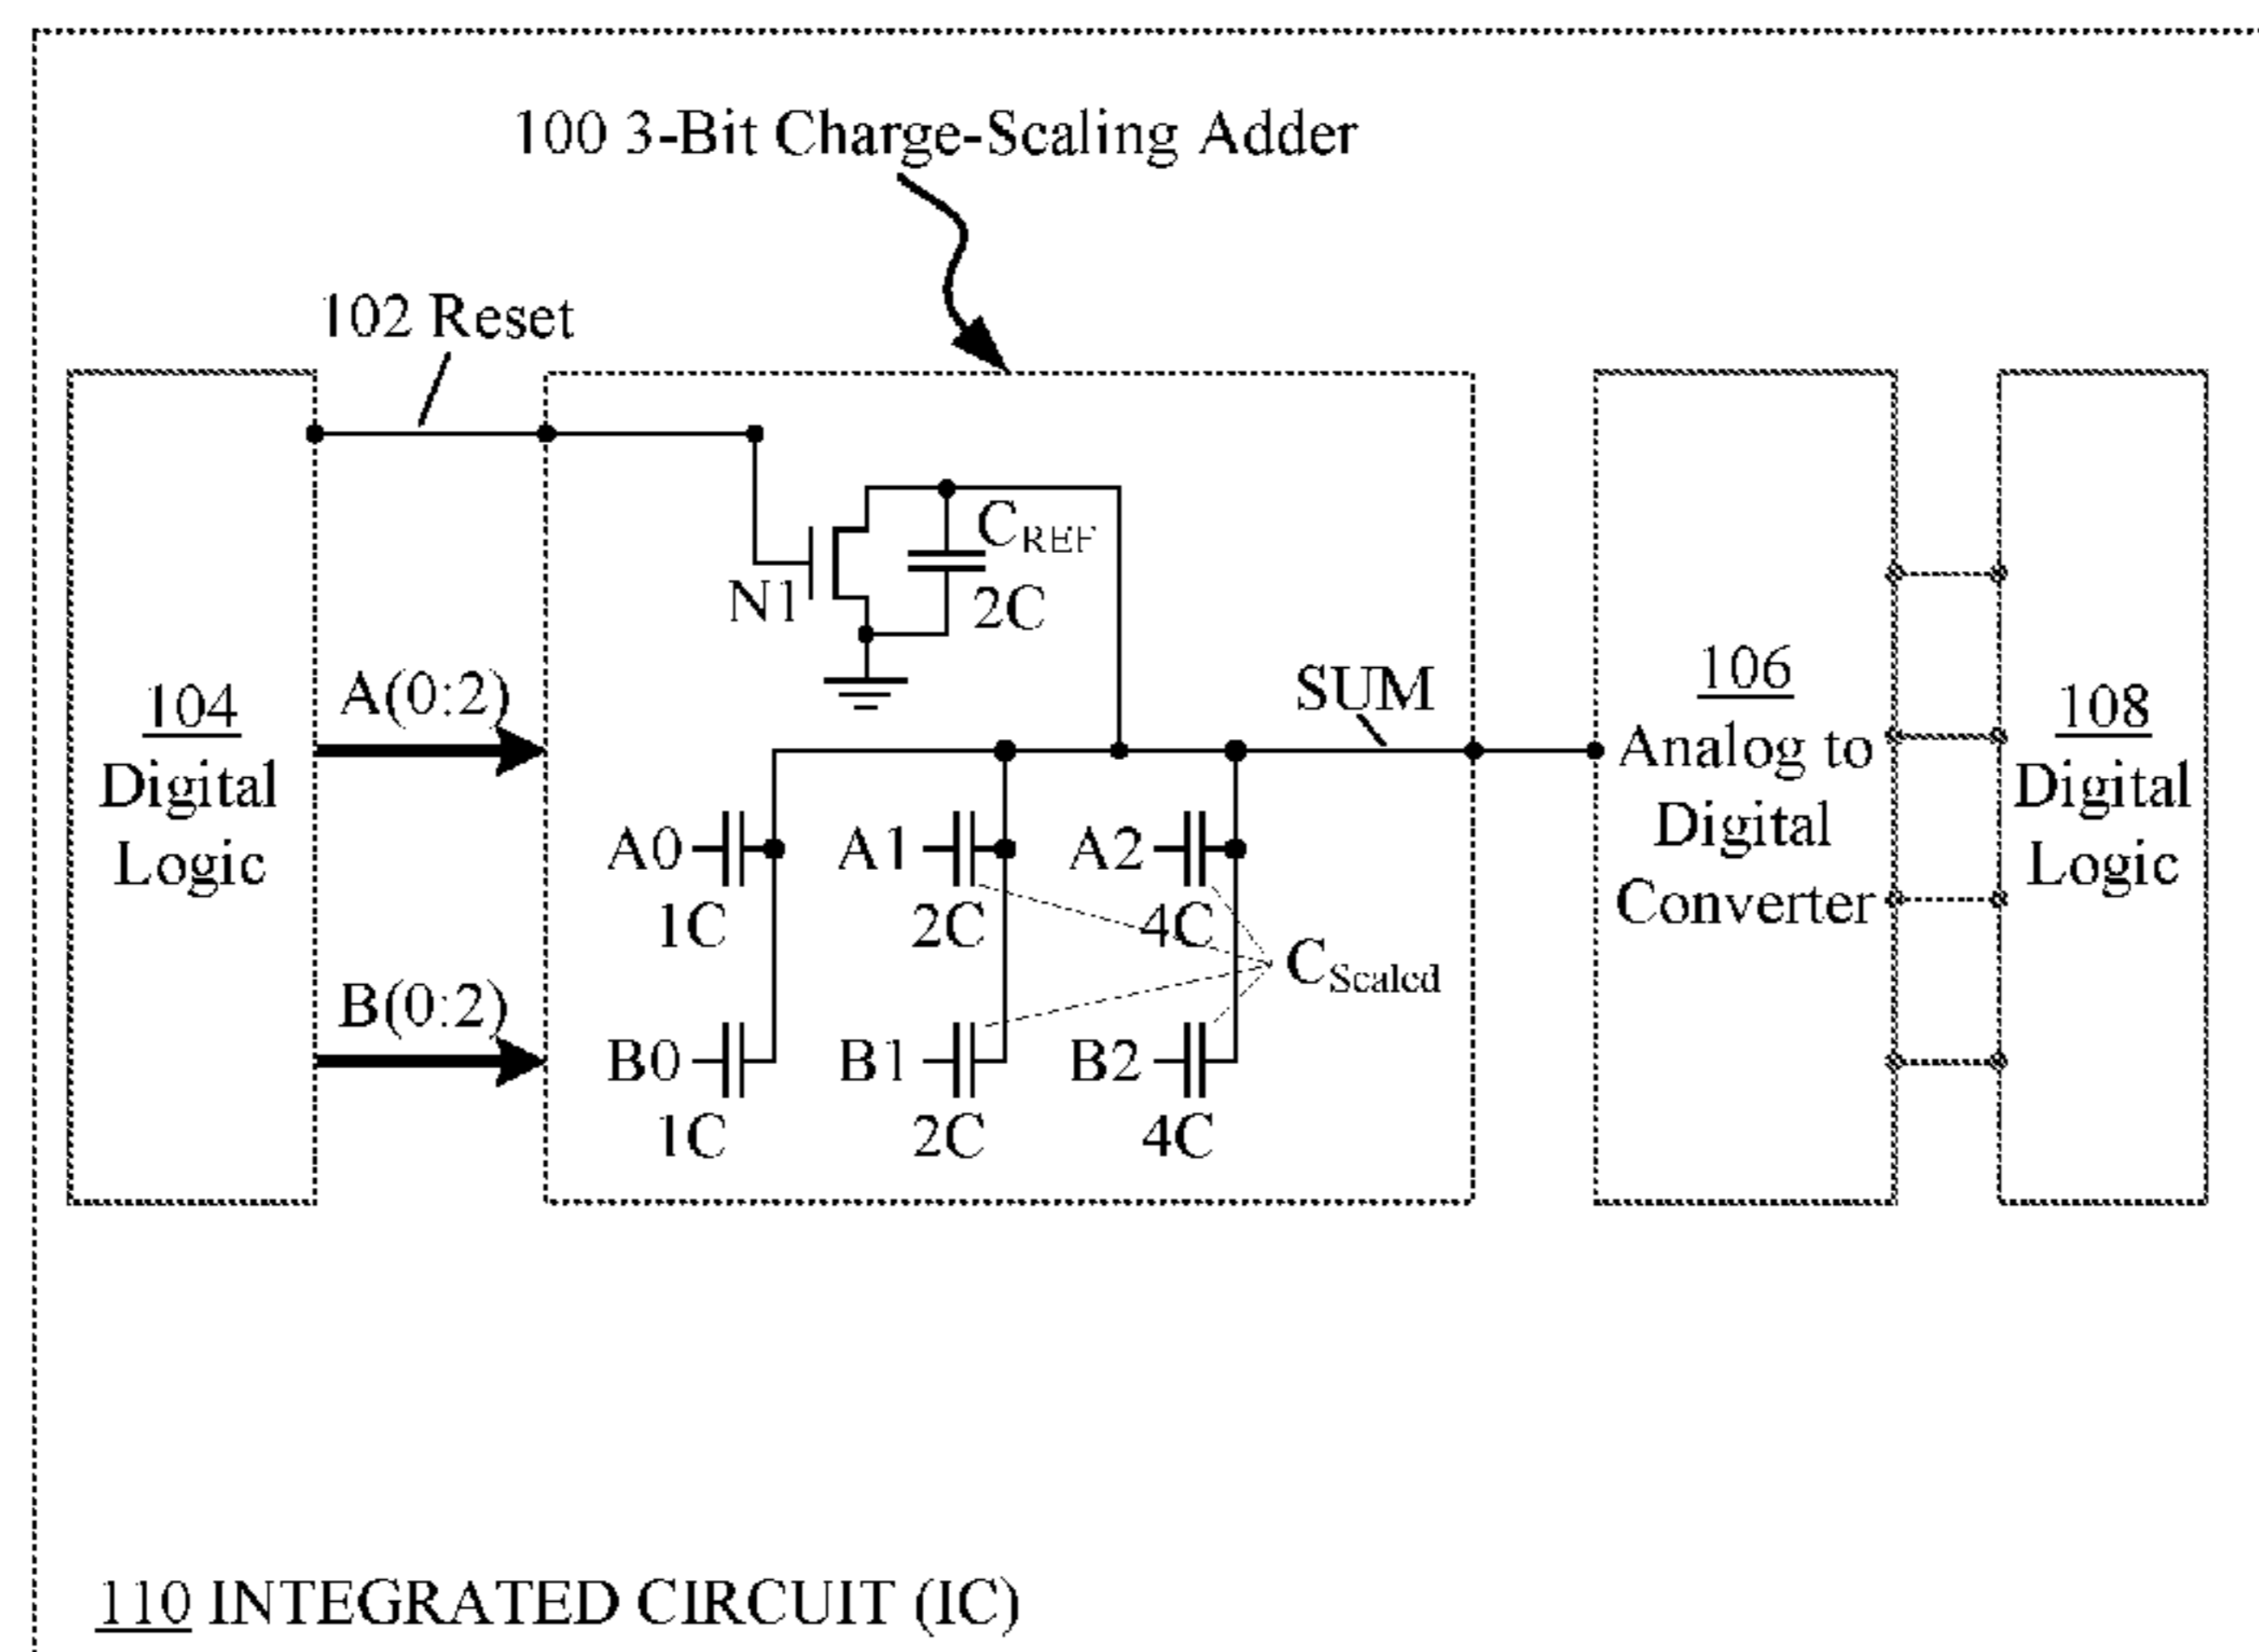 100 3-Bit Charge-Scaling Adder
102 Reset
C_REF
N1
2C
104
Digital
Logic
A(0:2)
B(0:2)
SUM
A0
A1
A2
1C
2C
4C
C_Scaled
B0
B1
B2
1C
2C
4C
106
Analog to
Digital
Converter
108
Digital
Logic
110 INTEGRATED CIRCUIT (IC)